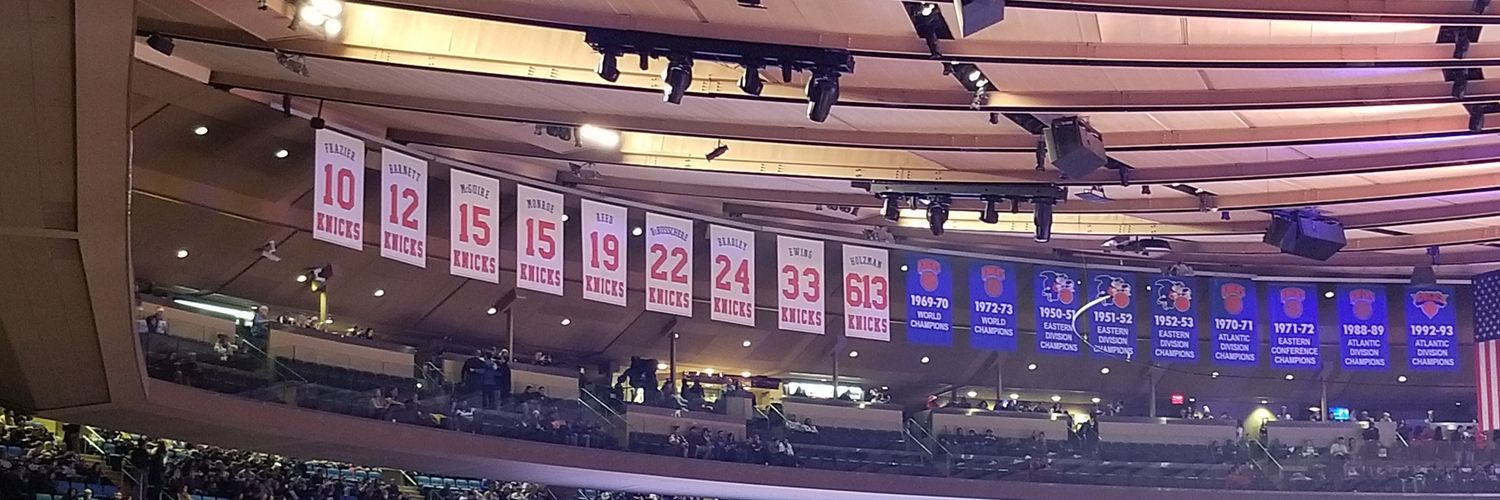 FRAZIER
10
KNICKS
BARNETT
12
KNICKS
McGUIRE
15
KNICKS
MONROE
15
KNICKS
REED
19
KNICKS
DeBUSSCHERE
22
KNICKS
BRADLEY
24
KNICKS
EWING
33
KNICKS
HOLZMAN
613
KNICKS
1969-70
WORLD
CHAMPIONS
1972-73
WORLD
CHAMPIONS
1950-51
EASTERN
DIVISION
CHAMPIONS
1951-52
EASTERN
DIVISION
CHAMPIONS
1952-53
EASTERN
DIVISION
CHAMPIONS
1970-71
ATLANTIC
DIVISION
CHAMPIONS
1971-72
EASTERN
CONFERENCE
CHAMPIONS
1988-89
ATLANTIC
DIVISION
CHAMPIONS
1992-93
ATLANTIC
DIVISION
CHAMPIONS